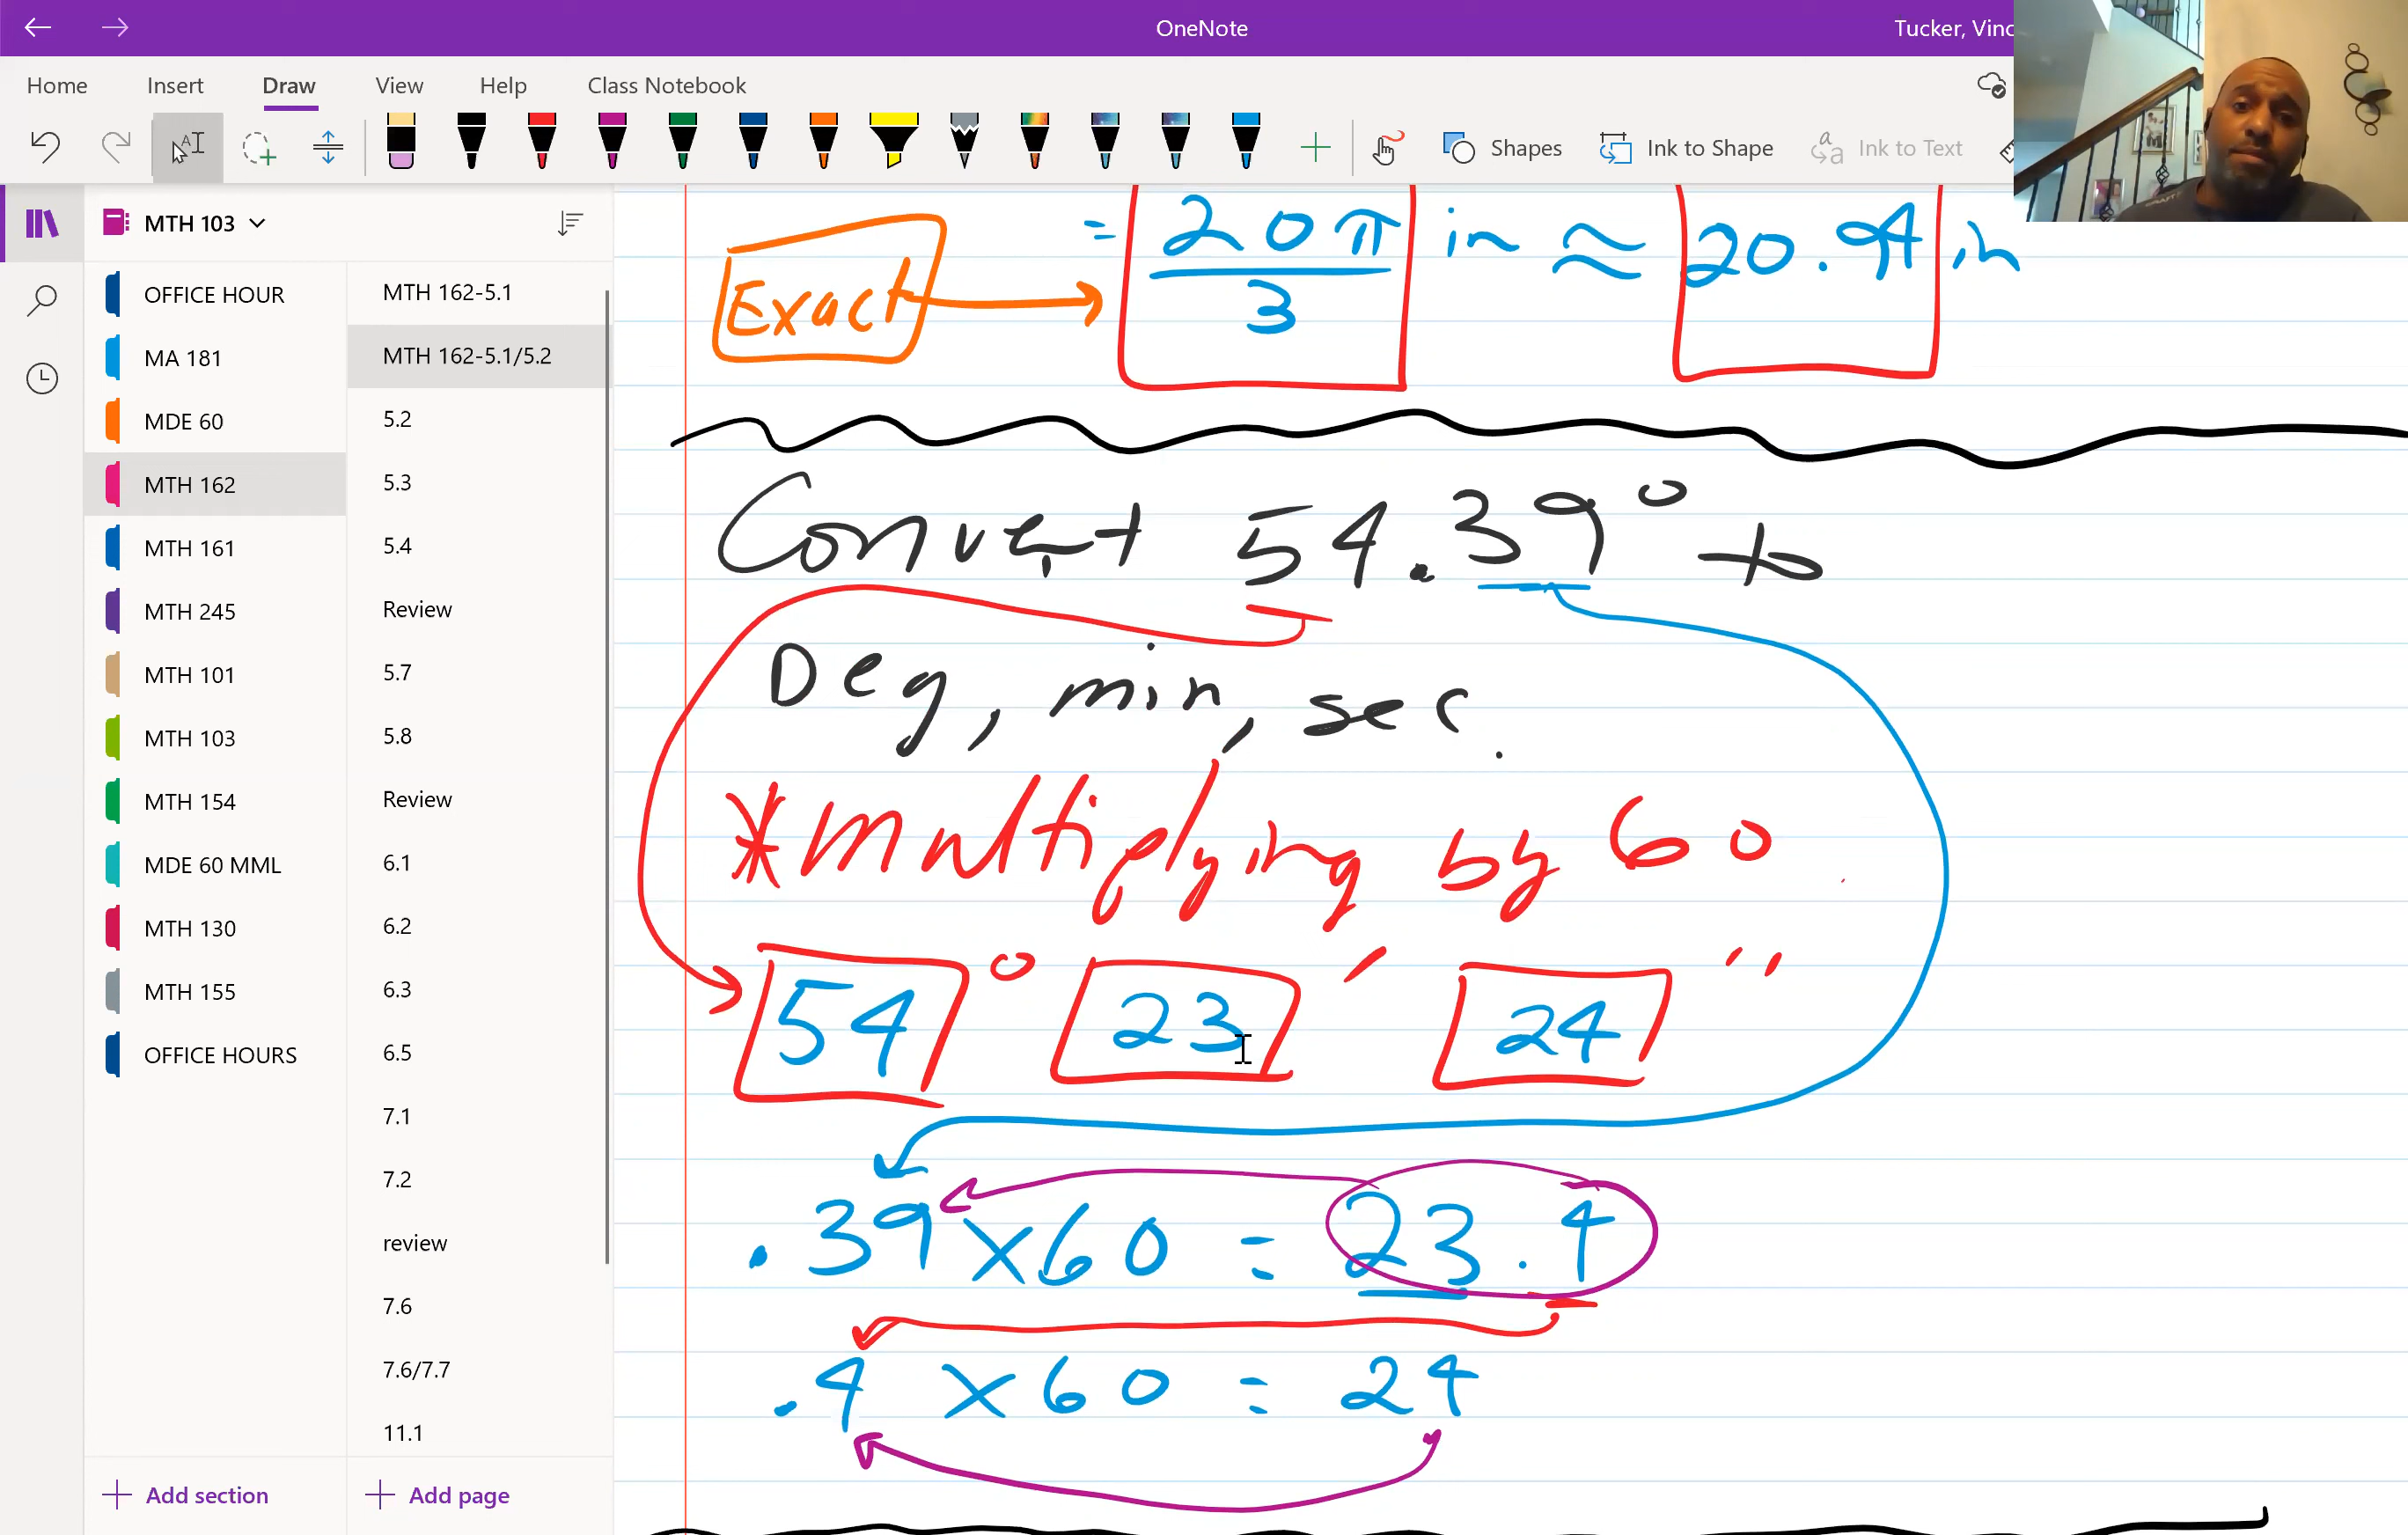 OneNote
Tucker, Vinc
Home Insert Draw View Help Class Notebook
Shapes Ink to Shape Ink to Text
MTH 103
OFFICE HOUR
MA 181
MDE 60
MTH 162
MTH 161
MTH 245
MTH 101
MTH 103
MTH 154
MDE 60 MML
MTH 130
MTH 155
OFFICE HOURS
Add section
MTH 162-5.1
MTH 162-5.1/5.2
5.2
5.3
5.4
Review
5.7
5.8
Review
6.1
6.2
6.3
6.5
7.1
7.2
review
7.6
7.6/7.7
11.1
Add page
Exact = 20π/3 in ≈ 20.94 in
Convert 54.39° to
Deg, min, sec.
*Multiplying by 60.
54° 23' 24''
.39 × 60 = 23.4
.4 × 60 = 24